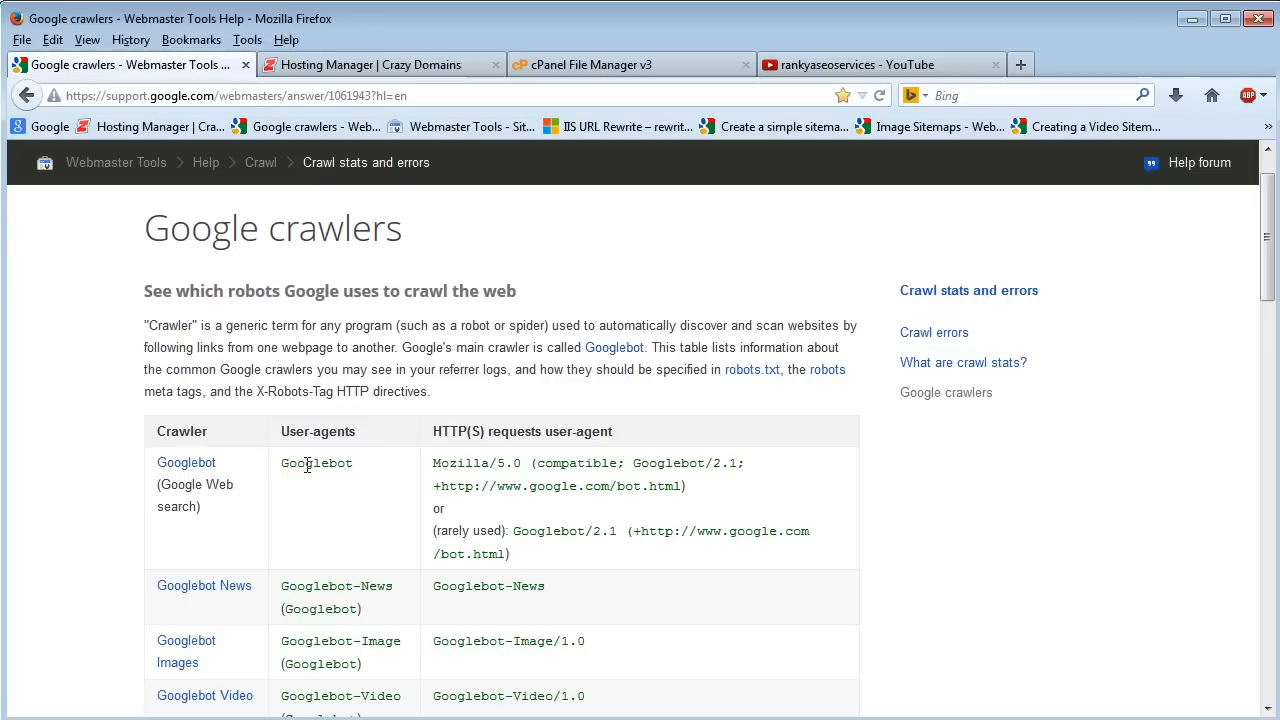 Google crawlers - Webmaster Tools Help - Mozilla Firefox
File Edit View History Bookmarks Tools Help
Google crawlers - Webmaster Tools ... × Hosting Manager | Crazy Domains × cPanel File Manager v3 × rankyaseoservices - YouTube × +
https://support.google.com/webmasters/answer/1061943?hl=en Bing ABP
Google Hosting Manager | Cra... Google crawlers - Web... Webmaster Tools - Sit... IIS URL Rewrite – rewrit... Create a simple sitema... Image Sitemaps - Web... Creating a Video Sitem... »
Webmaster Tools > Help > Crawl > Crawl stats and errors Help forum
Google crawlers
See which robots Google uses to crawl the web
"Crawler" is a generic term for any program (such as a robot or spider) used to automatically discover and scan websites by
following links from one webpage to another. Google's main crawler is called Googlebot. This table lists information about
the common Google crawlers you may see in your referrer logs, and how they should be specified in robots.txt, the robots
meta tags, and the X-Robots-Tag HTTP directives.
Crawl stats and errors
Crawl errors
What are crawl stats?
Google crawlers
Crawler User-agents HTTP(S) requests user-agent
Googlebot Googlebot Mozilla/5.0 (compatible; Googlebot/2.1;
(Google Web +http://www.google.com/bot.html)
search) or
(rarely used): Googlebot/2.1 (+http://www.google.com
/bot.html)
Googlebot News Googlebot-News Googlebot-News
(Googlebot)
Googlebot Googlebot-Image Googlebot-Image/1.0
Images (Googlebot)
Googlebot Video Googlebot-Video Googlebot-Video/1.0